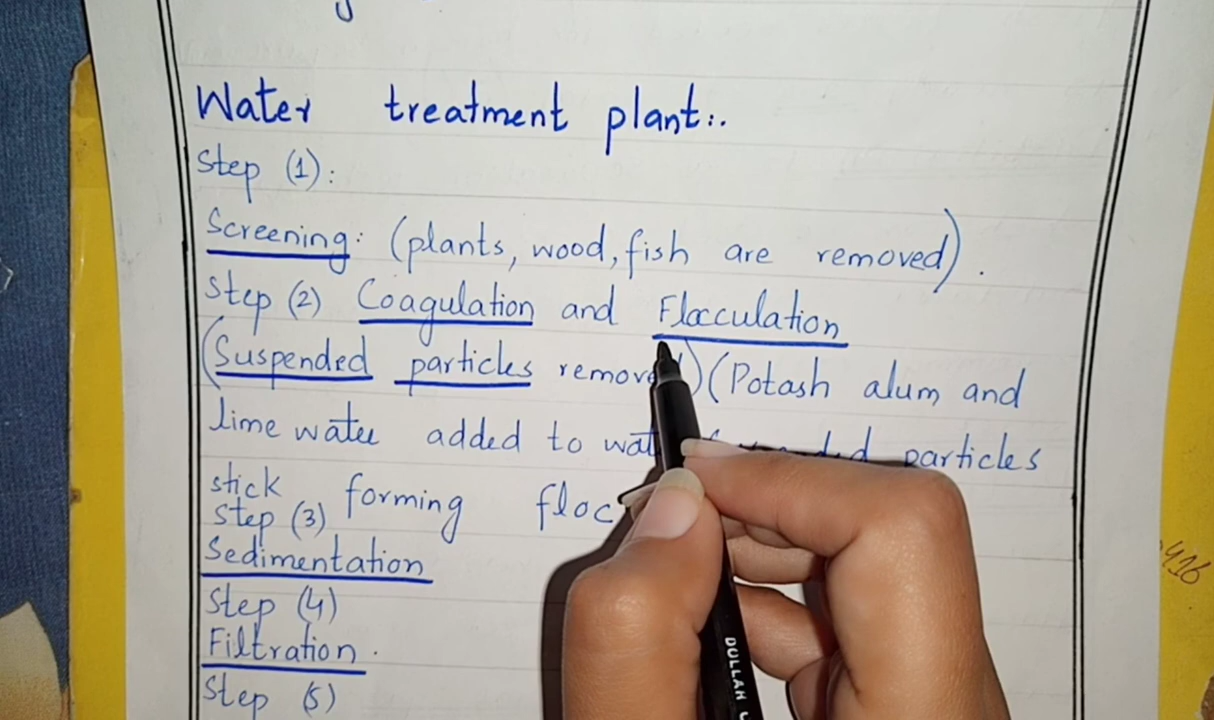 Water treatment plant:.
Step (1):
Screening: (plants, wood, fish are removed).
Step (2) Coagulation and Flocculation
(Suspended particles remove) (Potash alum and
lime water added to wat particles
stick forming floc
Step (3)
Sedimentation
Step (4)
Filtration.
Step (5)
DOLLAR